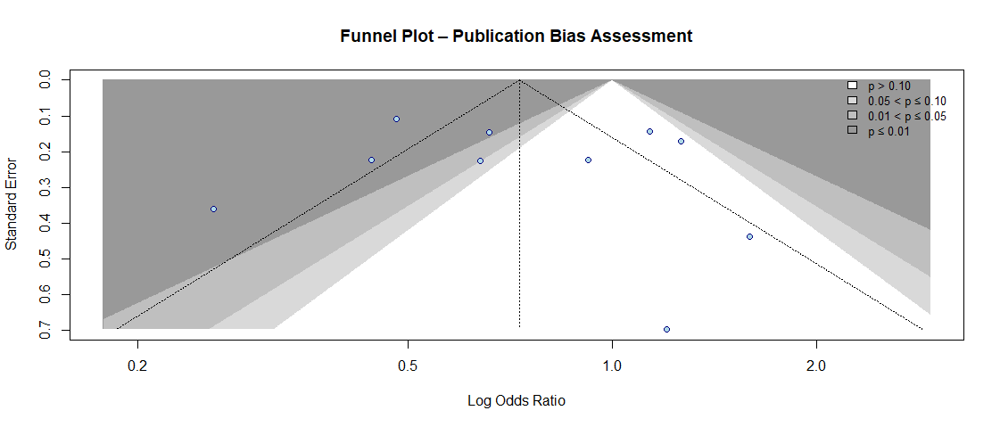 Funnel Plot – Publication Bias Assessment
p > 0.10
0.05 < p ≤ 0.10
0.01 < p ≤ 0.05
p ≤ 0.01
Standard Error
0.0
0.1
0.2
0.3
0.4
0.5
0.6
0.7
0.2 0.5 1.0 2.0
Log Odds Ratio